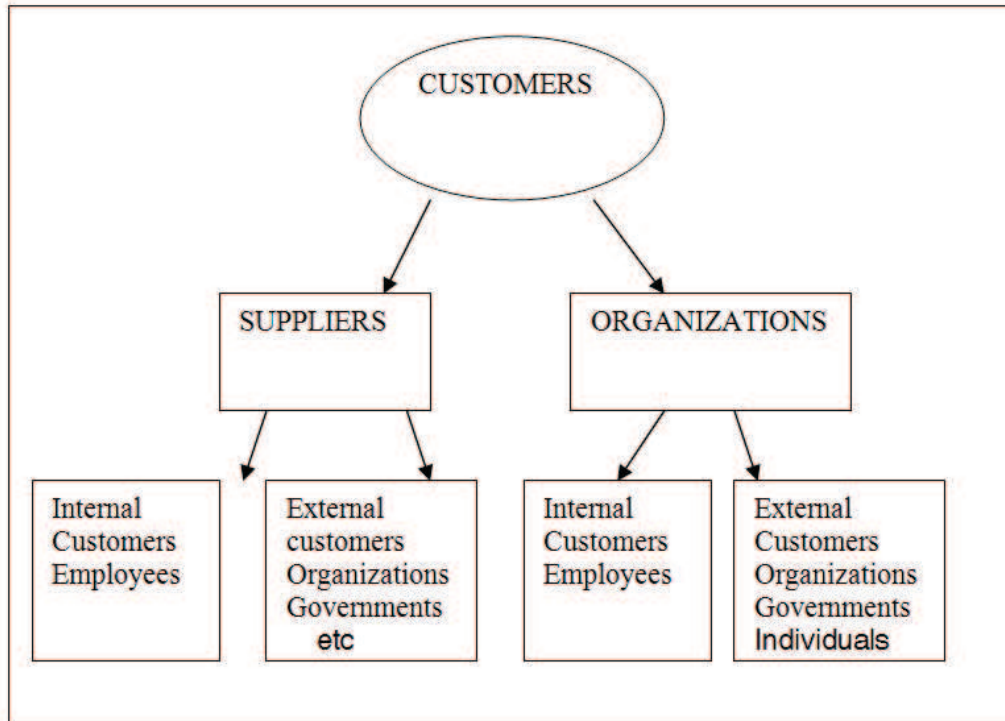 CUSTOMERS
SUPPLIERS
ORGANIZATIONS
Internal
Customers
Employees
External
customers
Organizations
Governments
etc
Internal
Customers
Employees
External
Customers
Organizations
Governments
Individuals